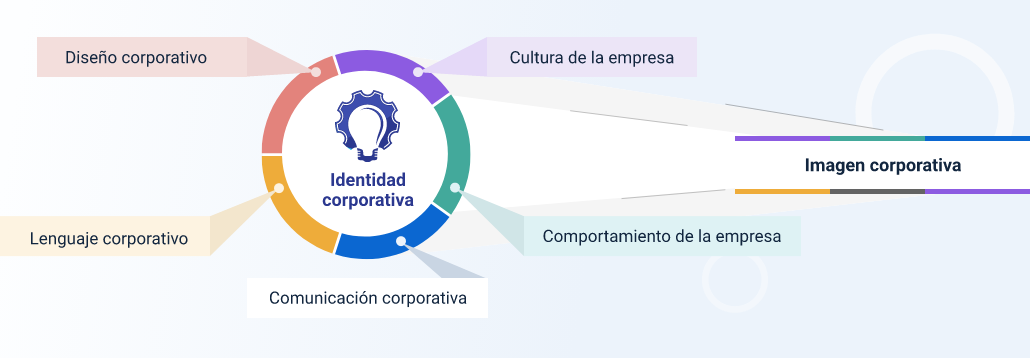 Diseño corporativo
Cultura de la empresa
Identidad
corporativa
Imagen corporativa
Lenguaje corporativo
Comportamiento de la empresa
Comunicación corporativa